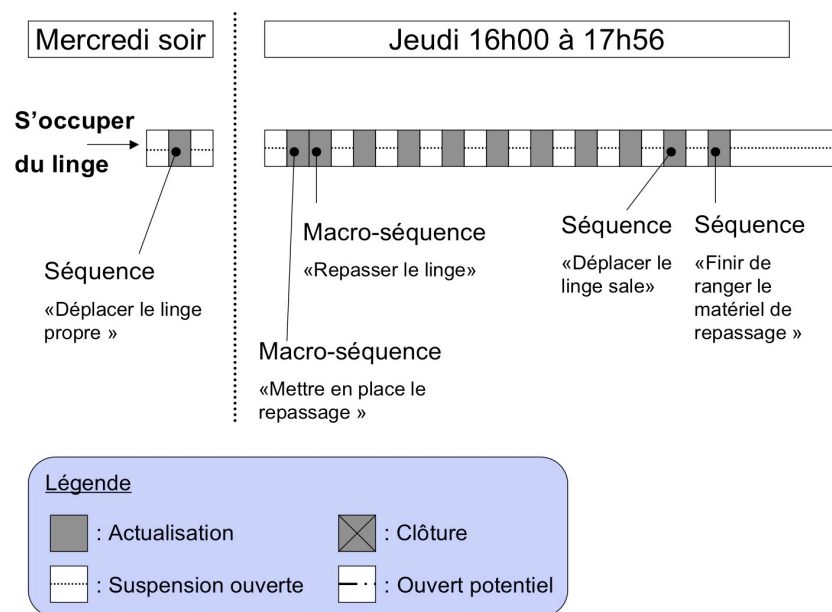 Mercredi soir
Jeudi 16h00 à 17h56
S’occuper
du linge
Séquence
«Déplacer le linge
propre »
Macro-séquence
«Mettre en place le
repassage »
Macro-séquence
«Repasser le linge»
Séquence
«Déplacer le
linge sale»
Séquence
«Finir de
ranger le
matériel de
repassage »
Légende
: Actualisation
: Clôture
: Suspension ouverte
: Ouvert potentiel